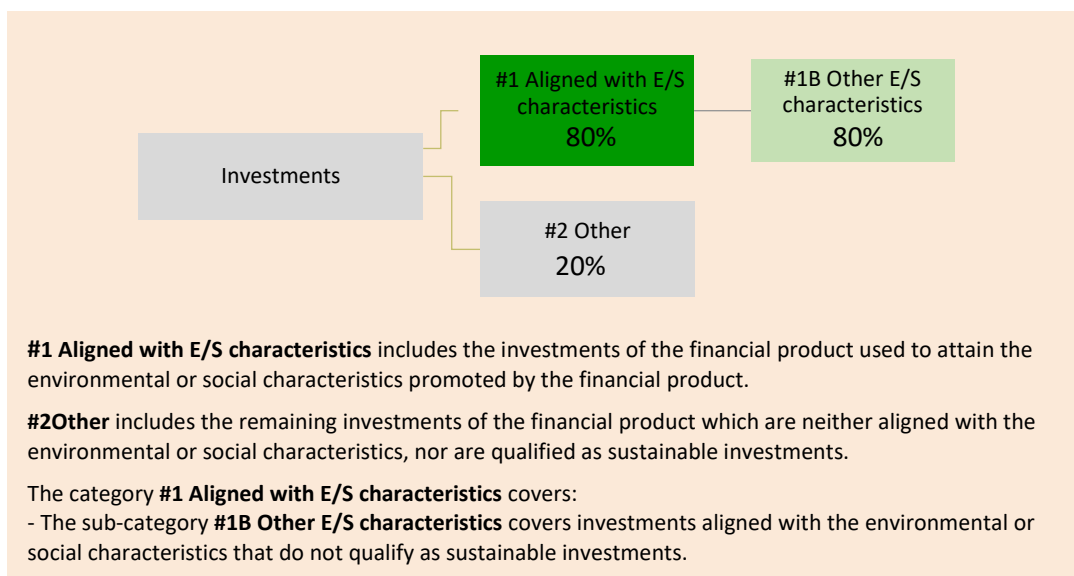 #1 Aligned with E/S
characteristics
80%
#1B Other E/S
characteristics
80%
Investments
#2 Other
20%
#1 Aligned with E/S characteristics includes the investments of the financial product used to attain the
environmental or social characteristics promoted by the financial product.
#2Other includes the remaining investments of the financial product which are neither aligned with the
environmental or social characteristics, nor are qualified as sustainable investments.
The category #1 Aligned with E/S characteristics covers:
- The sub-category #1B Other E/S characteristics covers investments aligned with the environmental or
social characteristics that do not qualify as sustainable investments.